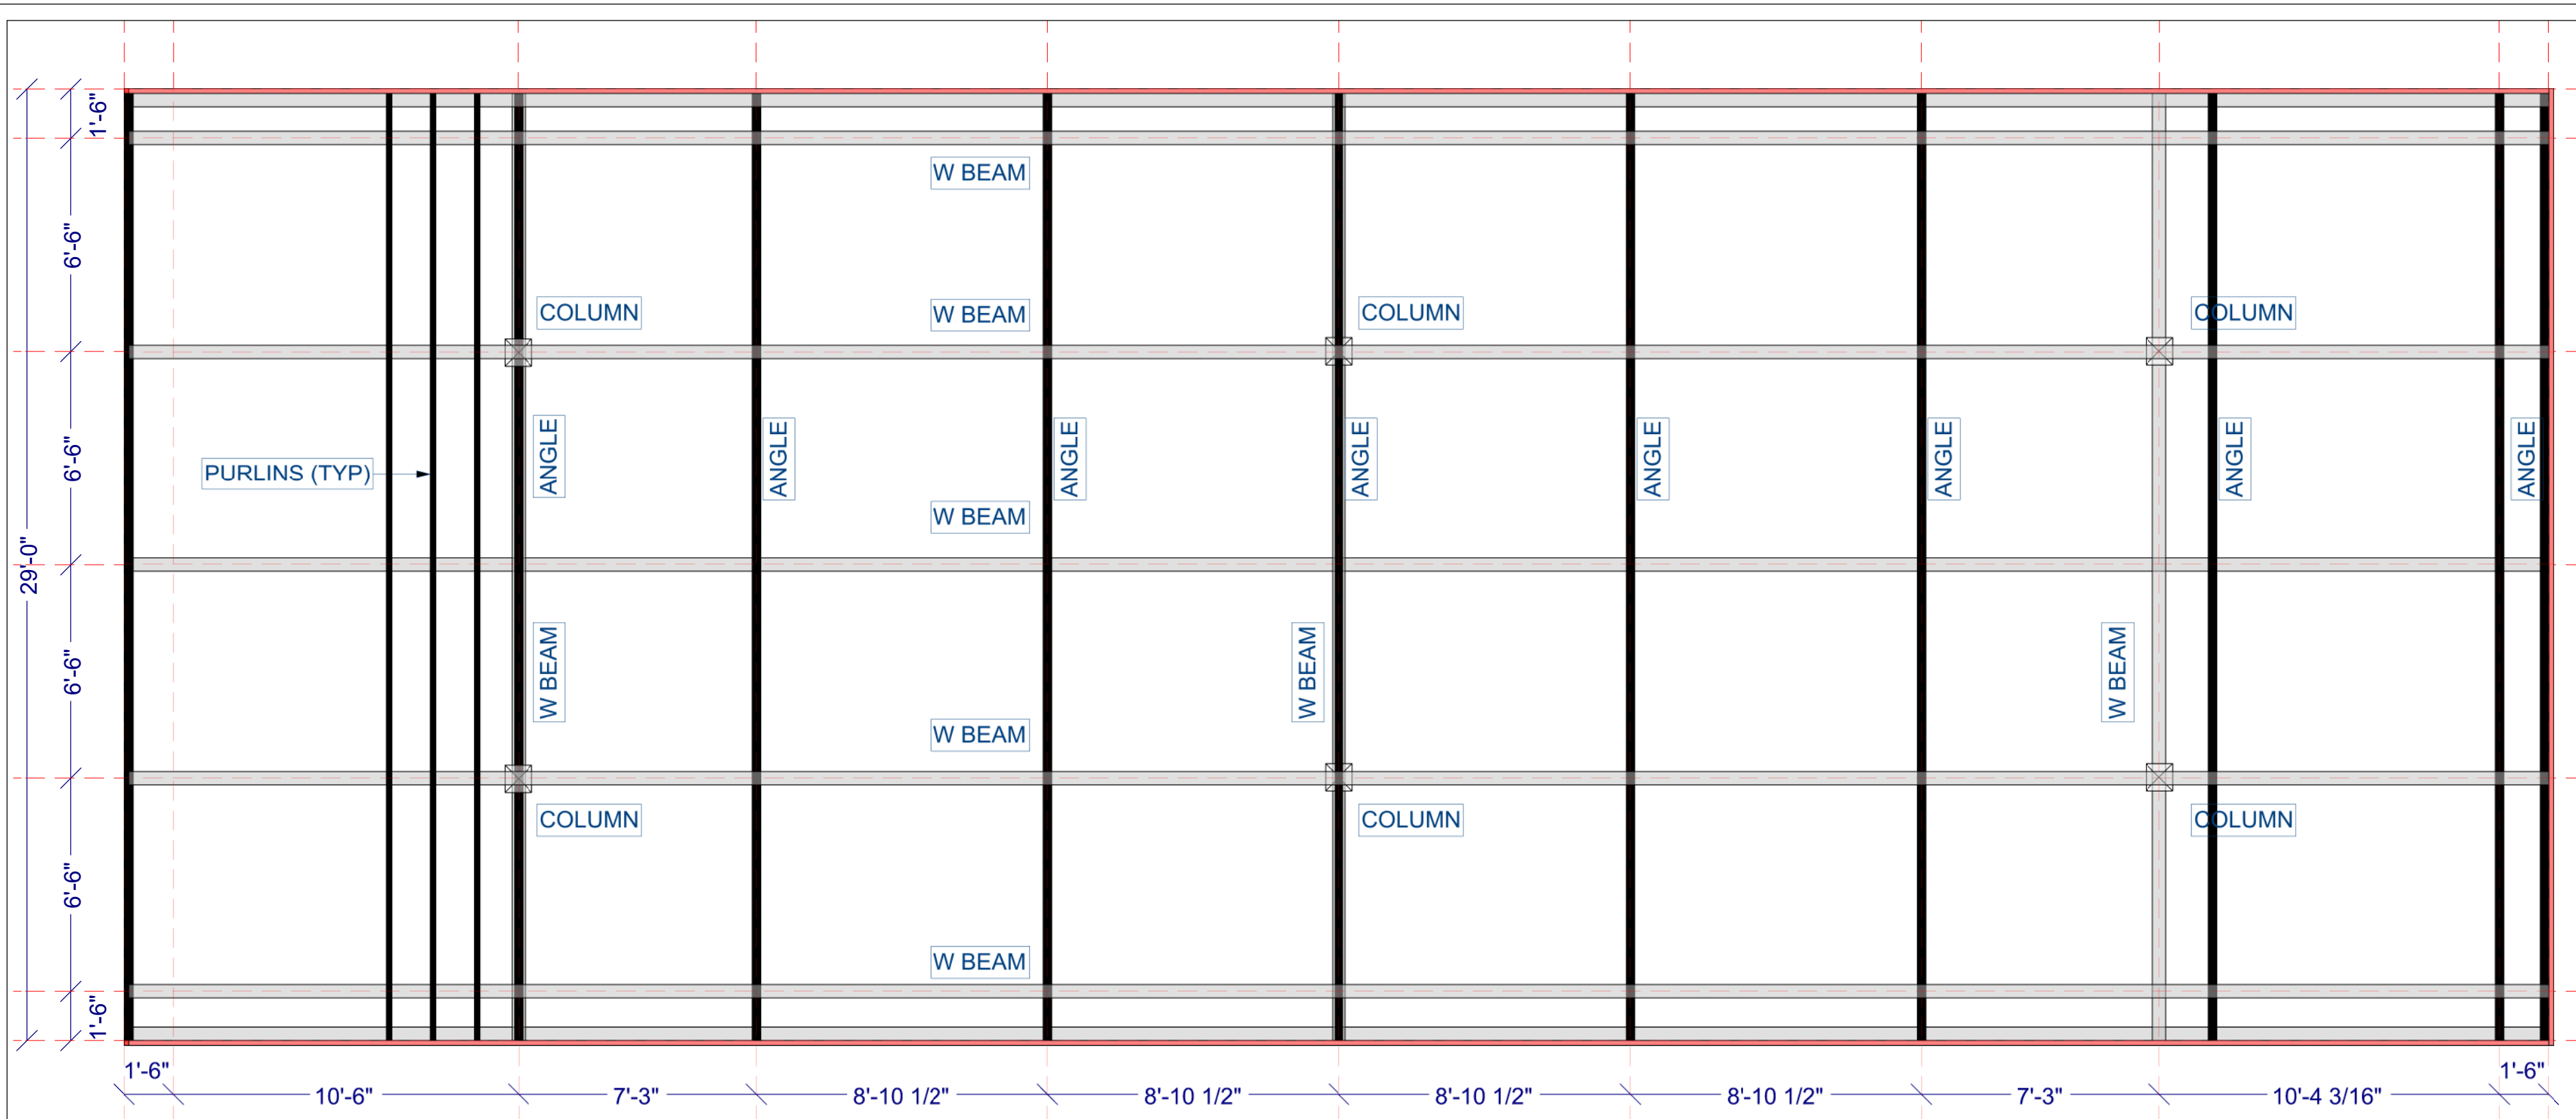 1'-6"
W BEAM
6'-6"
COLUMN
W BEAM
COLUMN
COLUMN
6'-6"
PURLINS (TYP)
ANGLE
ANGLE
ANGLE
ANGLE
ANGLE
ANGLE
ANGLE
ANGLE
W BEAM
29'-0"
6'-6"
W BEAM
W BEAM
W BEAM
W BEAM
COLUMN
COLUMN
COLUMN
6'-6"
W BEAM
1'-6"
1'-6"
10'-6"
7'-3"
8'-10 1/2"
8'-10 1/2"
8'-10 1/2"
8'-10 1/2"
7'-3"
10'-4 3/16"
1'-6"